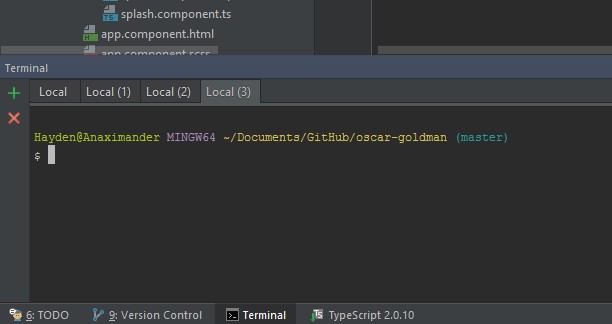 splash.component.ts
app.component.html
app.component.scss
Terminal
Local Local (1) Local (2) Local (3)
Hayden@Anaximander MINGW64 ~/Documents/GitHub/oscar-goldman (master)
$
6: TODO 9: Version Control Terminal TypeScript 2.0.10